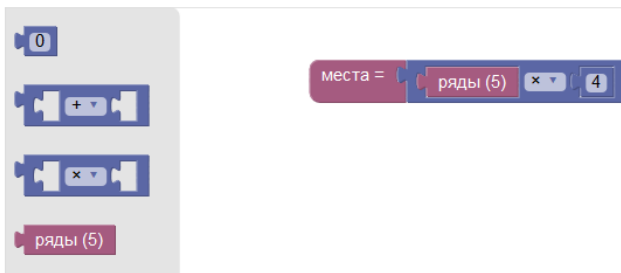 0
+ ▼
× ▼
ряды (5)
места = ряды (5) × ▼ 4